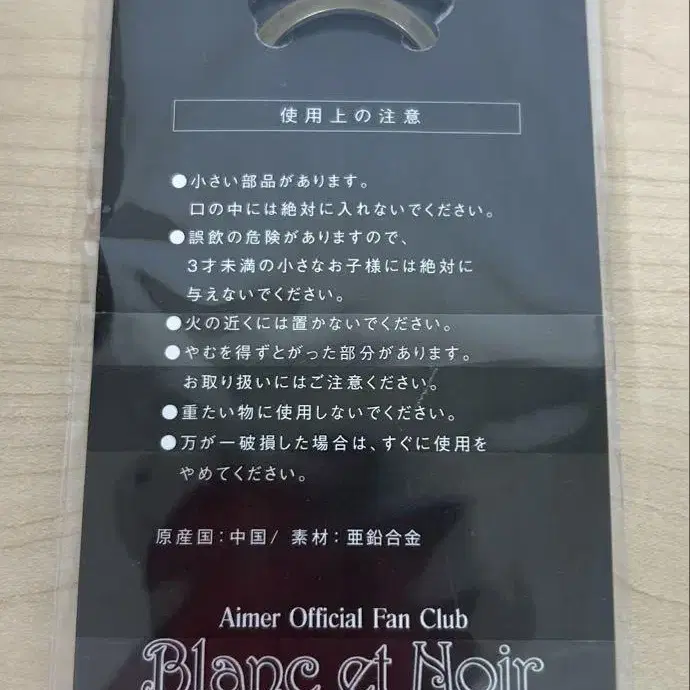 使用上の注意
●小さい部品があります。
口の中には絶対に入れないでください。
●誤飲の危険がありますので、
3才未満の小さなお子様には絶対に
与えないでください。
●火の近くには置かないでください。
●やむを得ずとがった部分があります。
お取り扱いにはご注意ください。
●重たい物に使用しないでください。
●万が一破損した場合は、すぐに使用を
やめてください。
原産国:中国/ 素材:亜鉛合金
Aimer Official Fan Club
Blanc et Noir